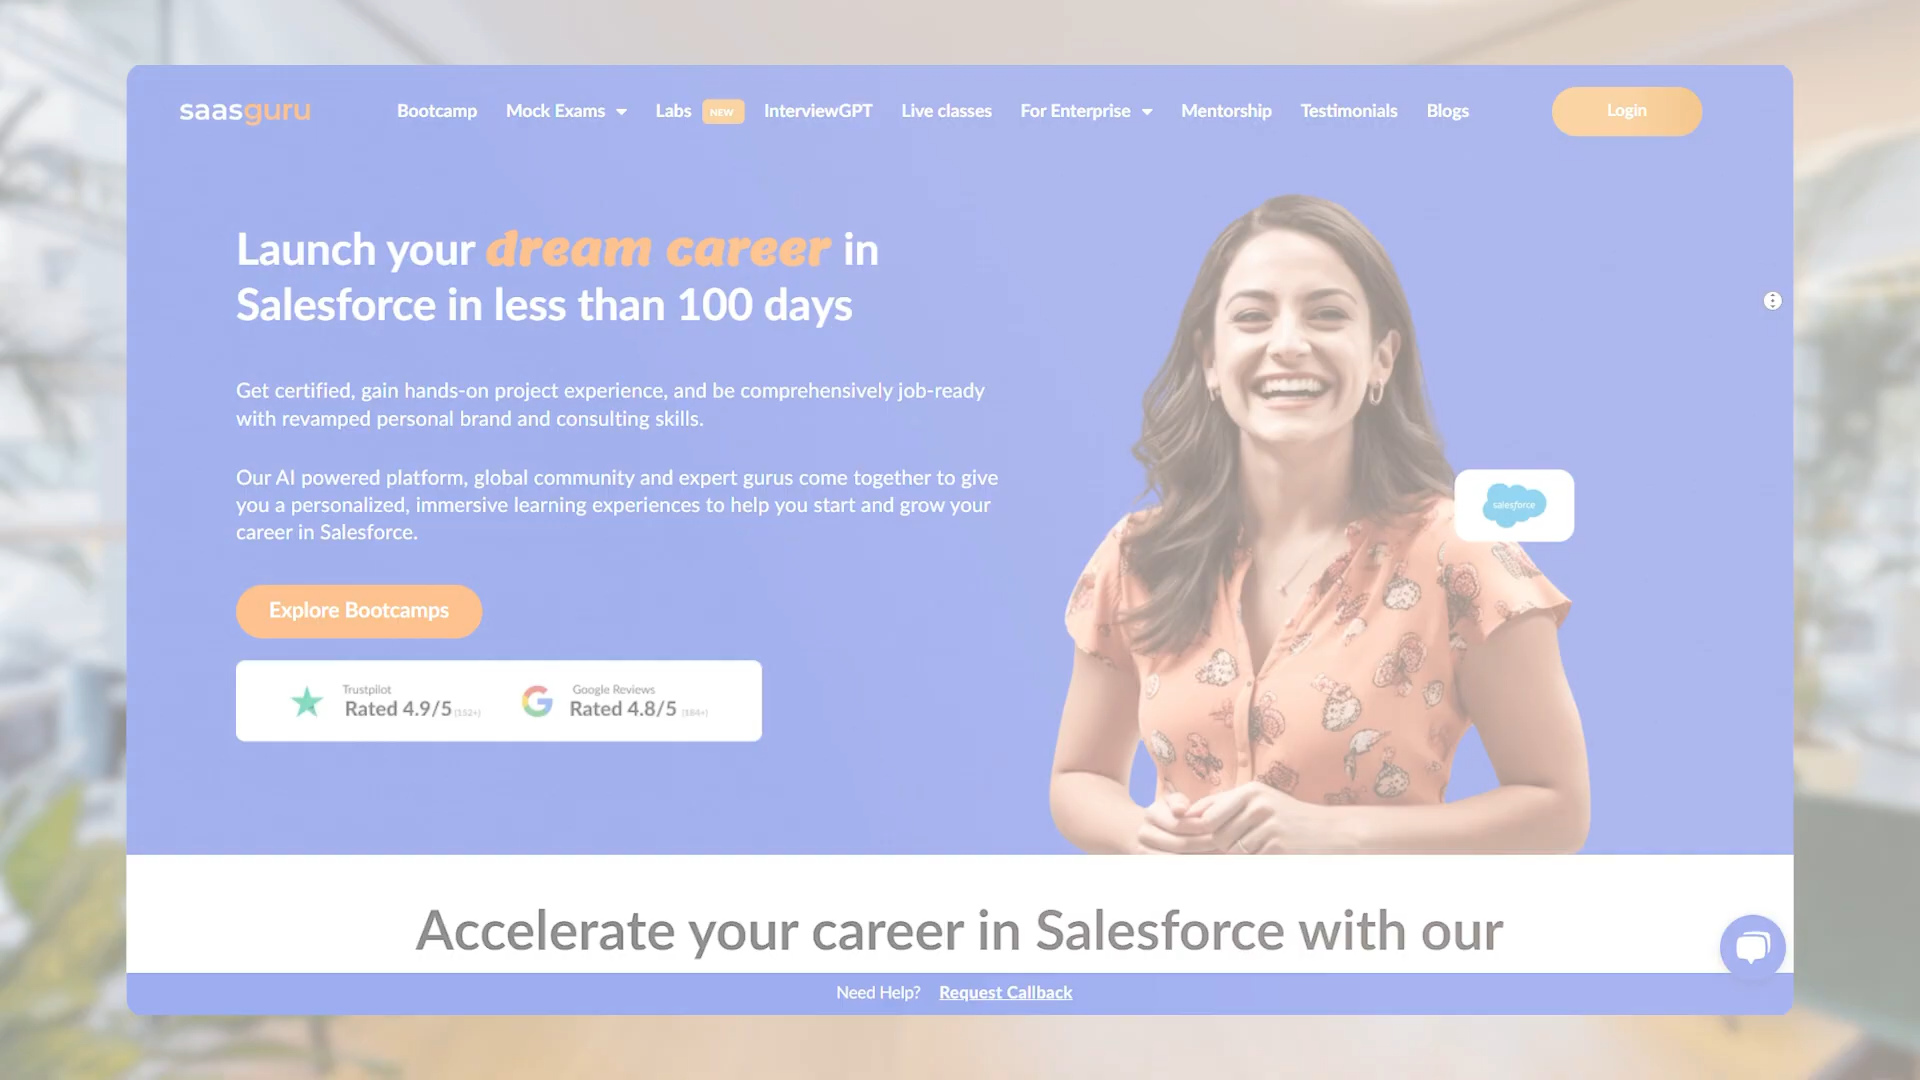 saasguru
Bootcamp
Mock Exams
Labs
NEW
InterviewGPT
Live classes
For Enterprise
Mentorship
Testimonials
Blogs
Login
Launch your dream career in
Salesforce in less than 100 days
Get certified, gain hands-on project experience, and be comprehensively job-ready
with revamped personal brand and consulting skills.
Our AI powered platform, global community and expert gurus come together to give
you a personalized, immersive learning experiences to help you start and grow your
career in Salesforce.
salesforce
Explore Bootcamps
Trustpilot
Rated 4.9/5 (152+)
Google Reviews
Rated 4.8/5 (184+)
Accelerate your career in Salesforce with our
Need Help? Request Callback